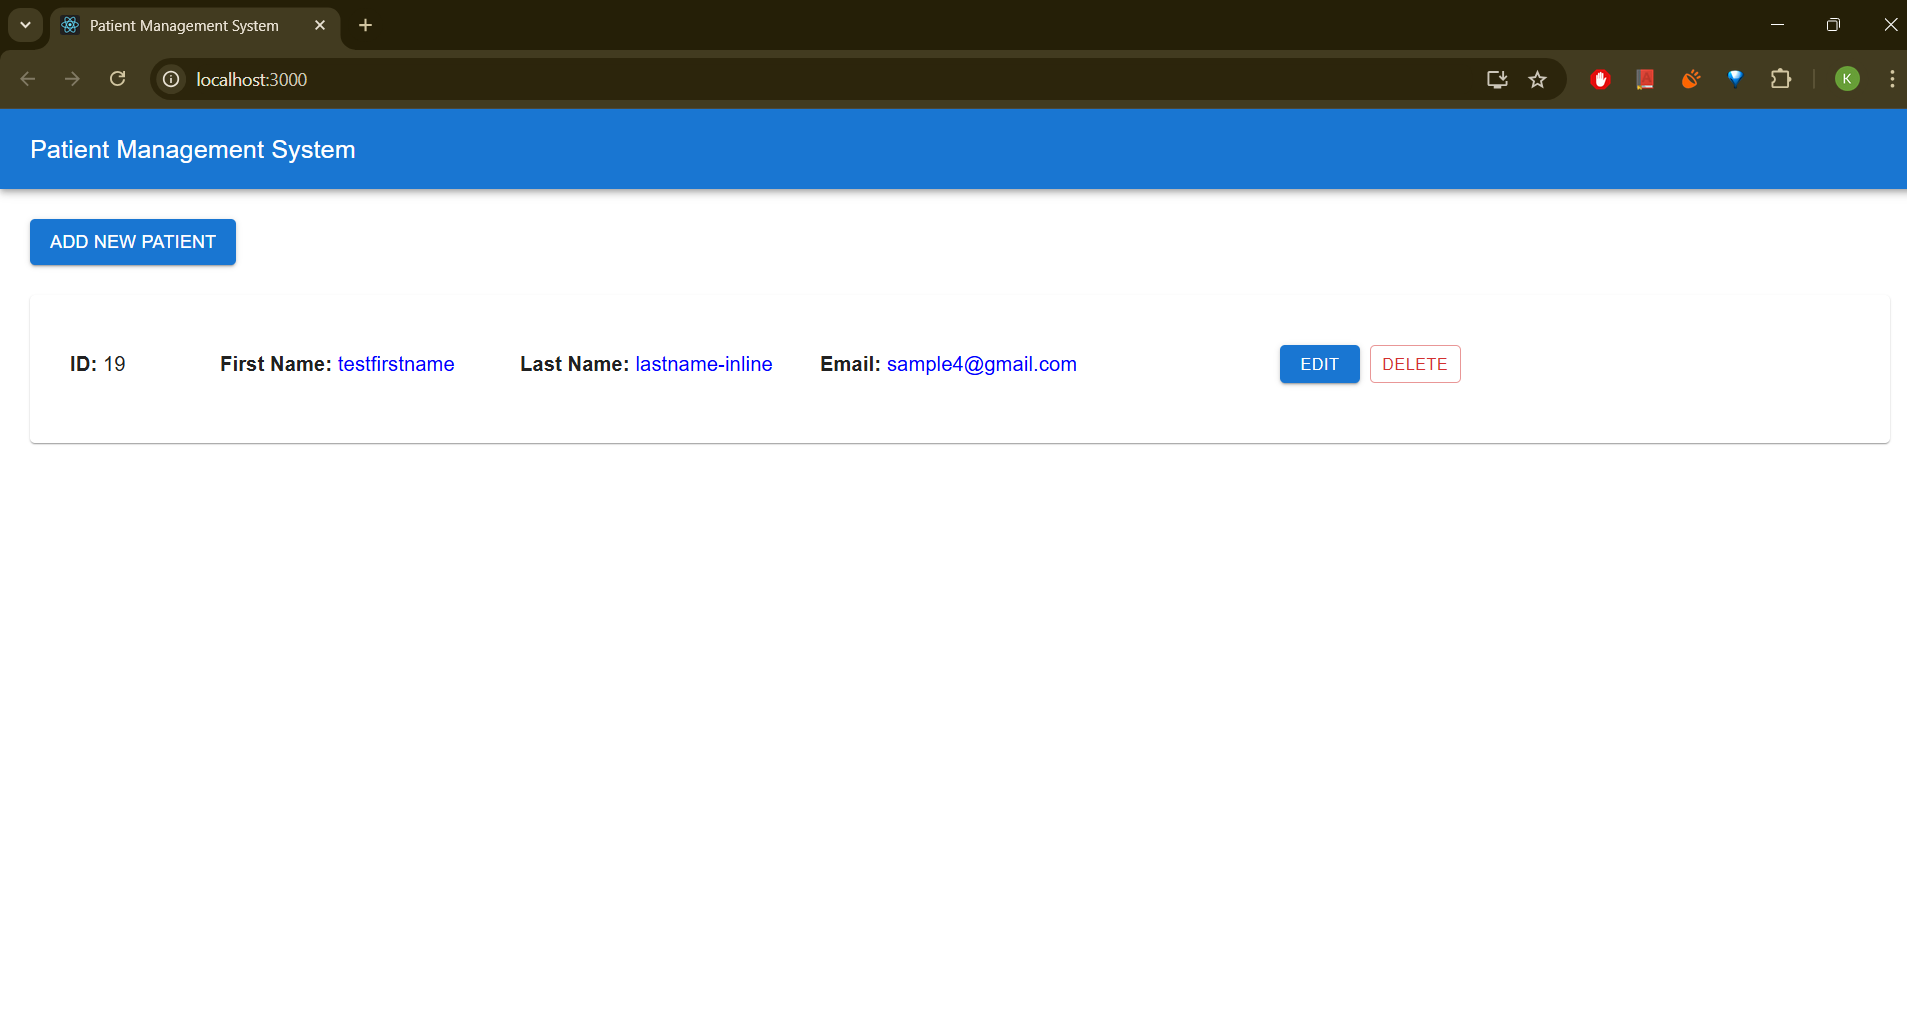 Patient Management System
localhost:3000
K
Patient Management System
ADD NEW PATIENT
ID: 19 First Name: testfirstname Last Name: lastname-inline Email: sample4@gmail.com EDIT DELETE